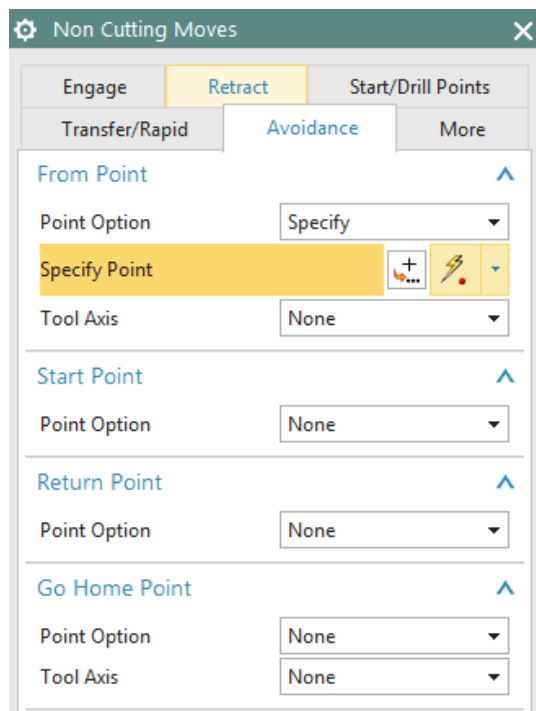 Non Cutting Moves
Engage Retract Start/Drill Points
Transfer/Rapid Avoidance More
From Point
Point Option Specify
Specify Point
Tool Axis None
Start Point
Point Option None
Return Point
Point Option None
Go Home Point
Point Option None
Tool Axis None